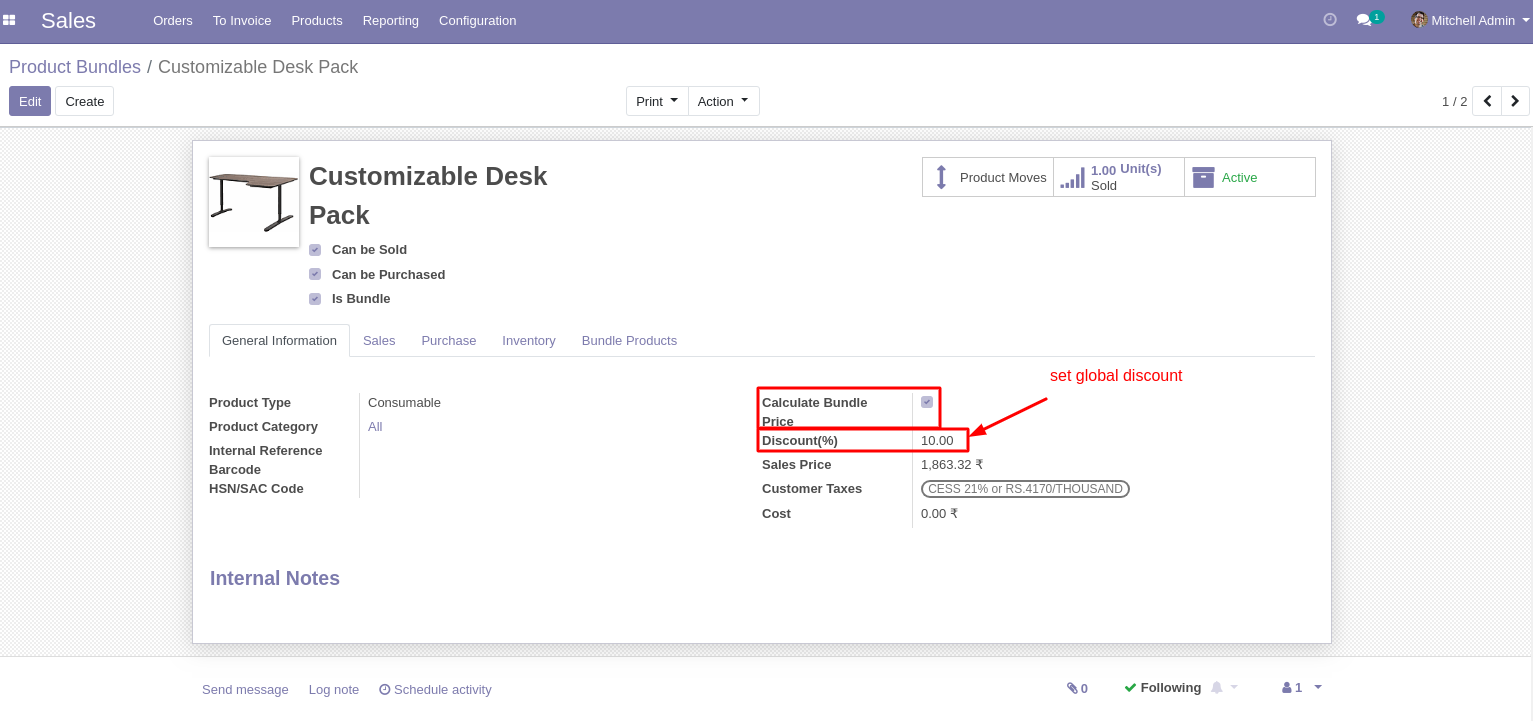 Sales
Orders To Invoice Products Reporting Configuration
1 Mitchell Admin
Product Bundles / Customizable Desk Pack
Edit Create
Print Action
1 / 2
Customizable Desk
Pack
Product Moves
1.00 Unit(s)
Sold
Active
Can be Sold
Can be Purchased
Is Bundle
General Information Sales Purchase Inventory Bundle Products
set global discount
Product Type Consumable
Product Category All
Internal Reference
Barcode
HSN/SAC Code
Calculate Bundle
Price
Discount(%) 10.00
Sales Price 1,863.32 ₹
Customer Taxes CESS 21% or RS.4170/THOUSAND
Cost 0.00 ₹
Internal Notes
Send message Log note Schedule activity
0 Following 1